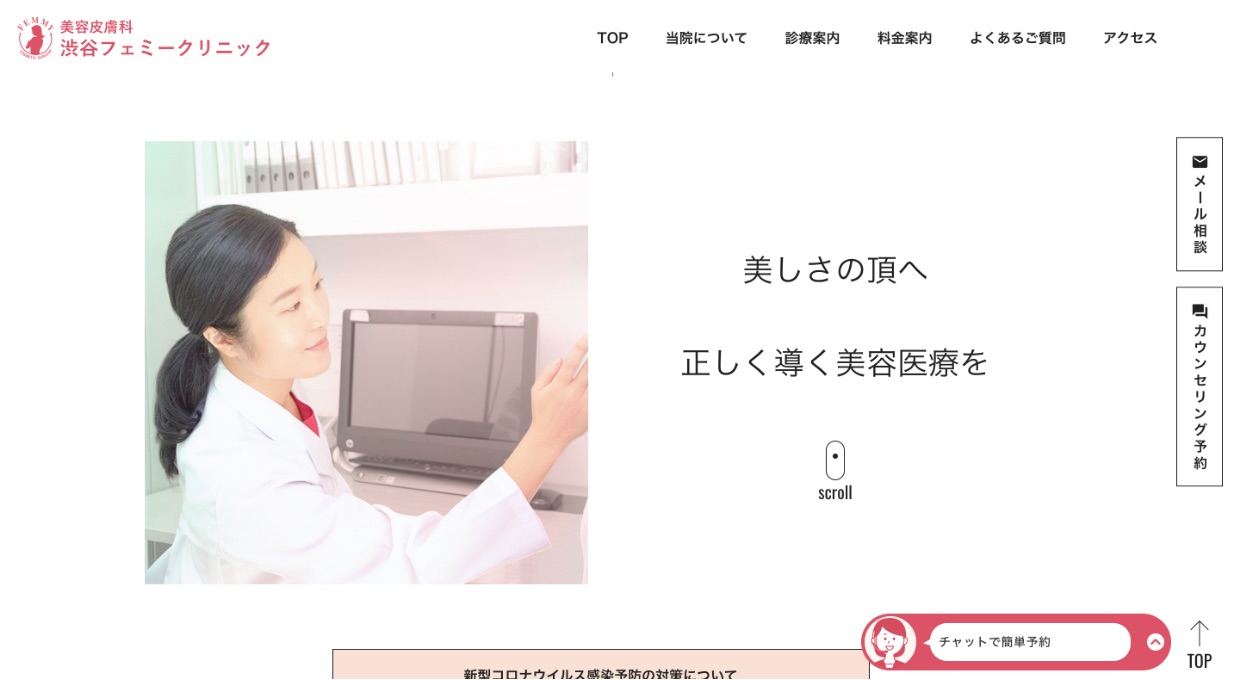 FEMMY
美容皮膚科
渋谷フェミークリニック
TOP
当院について
診療案内
料金案内
よくあるご質問
アクセス
美しさの頂へ
正しく導く美容医療を
scroll
メール相談
カウンセリング予約
チャットで簡単予約
TOP
新型コロナウイルス感染予防の対策について